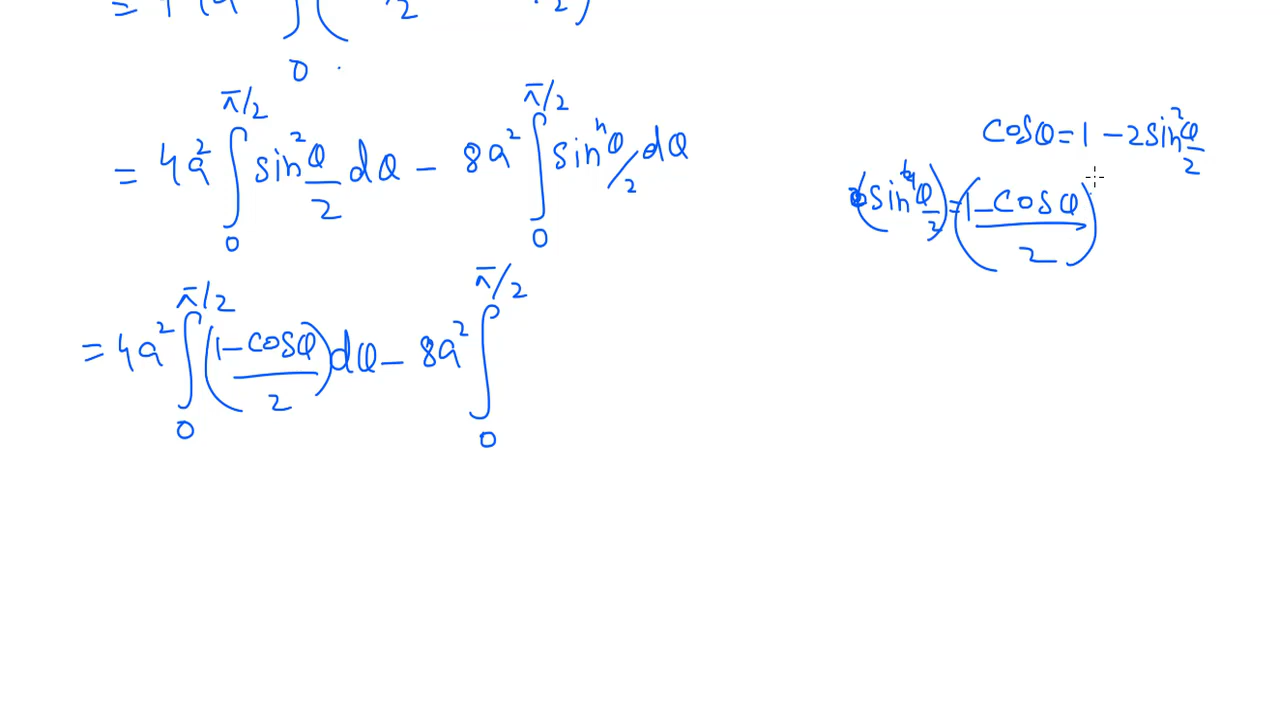 = 4a² ∫₀^{π/2} sin² θ/2 dθ − 8a² ∫₀^{π/2} sin⁴ θ/2 dθ
cosθ = 1 − 2sin² θ/2
(sin⁴ θ/2) = (1 − cosθ / 2)
= 4a² ∫₀^{π/2} (1 − cosθ / 2) dθ − 8a² ∫₀^{π/2}